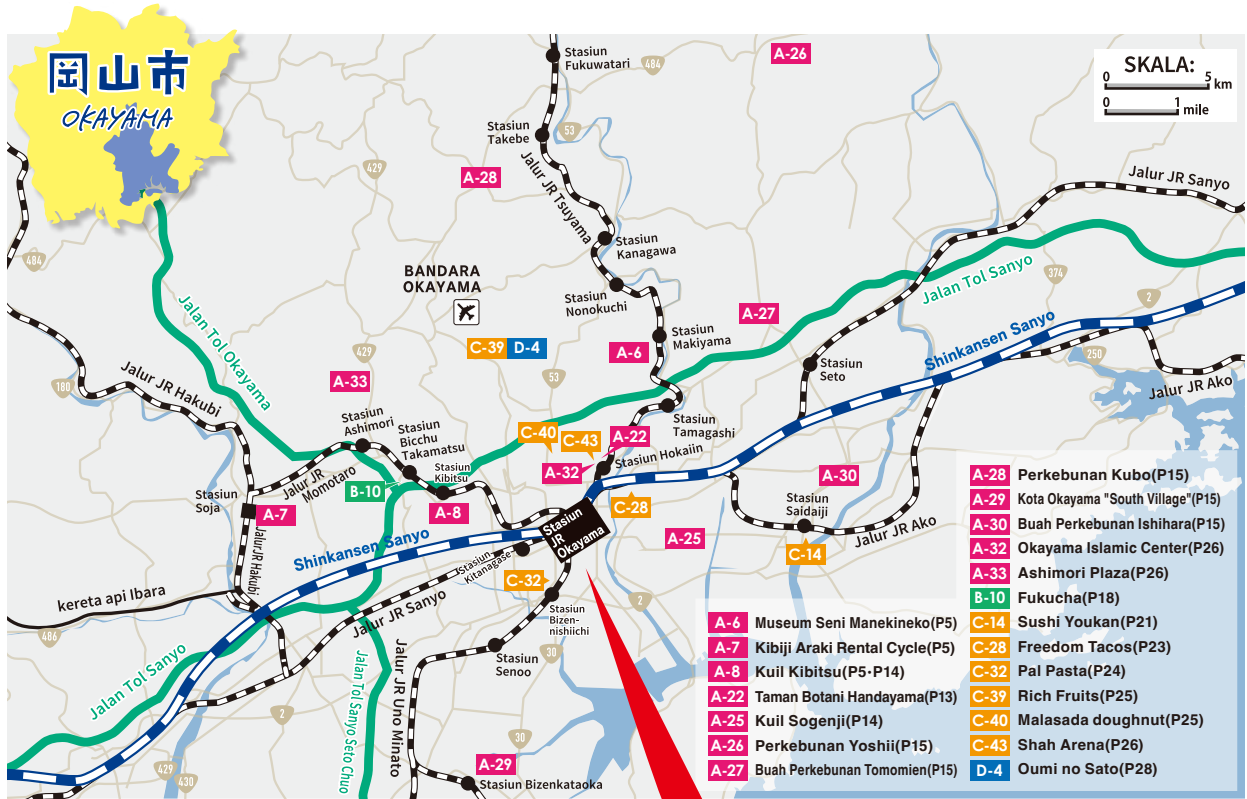 岡山市
OKAYAMA
SKALA:
0 5 km
0 1 mile
Stasiun
Fukuwatari
484
A-26
Stasiun
Takebe
53
429
A-28
Jalur JR Tsuyama
Jalur JR Sanyo
Stasiun
Kanagawa
484
BANDARA
OKAYAMA
Stasiun
Nonokuchi
Jalan Tol Sanyo
374
2
Jalan Tol Okayama
A-27
Stasiun
Makiyama
Shinkansen Sanyo
C-39
D-4
A-6
429
53
250
180
Jalur JR Hakubi
A-33
Stasiun
Seto
Jalur JR Ako
Stasiun
Ashimori
Stasiun
Bicchu
Takamatsu
Stasiun
Tamagashi
C-40
C-43
A-22
Stasiun
Kibitsu
A-32
Stasiun Hokaiin
Jalur JR
Momotaro
B-10
A-30
Stasiun
Soja
A-7
A-8
C-28
Stasiun
Saidaiji
Stasiun
JR
Okayama
A-25
C-14
Jalur JR Ako
Shinkansen Sanyo
Jalur JR Hakubi
Stasiun
Kitanagase
C-32
kereta api Ibara
Jalur JR Sanyo
2
Stasiun
Bizen-
nishiichi
486
30
Stasiun
Senoo
Jalan Tol Sanyo
Jalan Tol Sanyo Seto Chuo
Jalur JR Uno Minato
2
30
429
430
A-29
Stasiun Bizenkataoka
A-6 Museum Seni Manekineko(P5)
A-7 Kibiji Araki Rental Cycle(P5)
A-8 Kuil Kibitsu(P5・P14)
A-22 Taman Botani Handayama(P13)
A-25 Kuil Sogenji(P14)
A-26 Perkebunan Yoshii(P15)
A-27 Buah Perkebunan Tomomien(P15)
A-28 Perkebunan Kubo(P15)
A-29 Kota Okayama "South Village"(P15)
A-30 Buah Perkebunan Ishihara(P15)
A-32 Okayama Islamic Center(P26)
A-33 Ashimori Plaza(P26)
B-10 Fukucha(P18)
C-14 Sushi Youkan(P21)
C-28 Freedom Tacos(P23)
C-32 Pal Pasta(P24)
C-39 Rich Fruits(P25)
C-40 Malasada doughnut(P25)
C-43 Shah Arena(P26)
D-4 Oumi no Sato(P28)